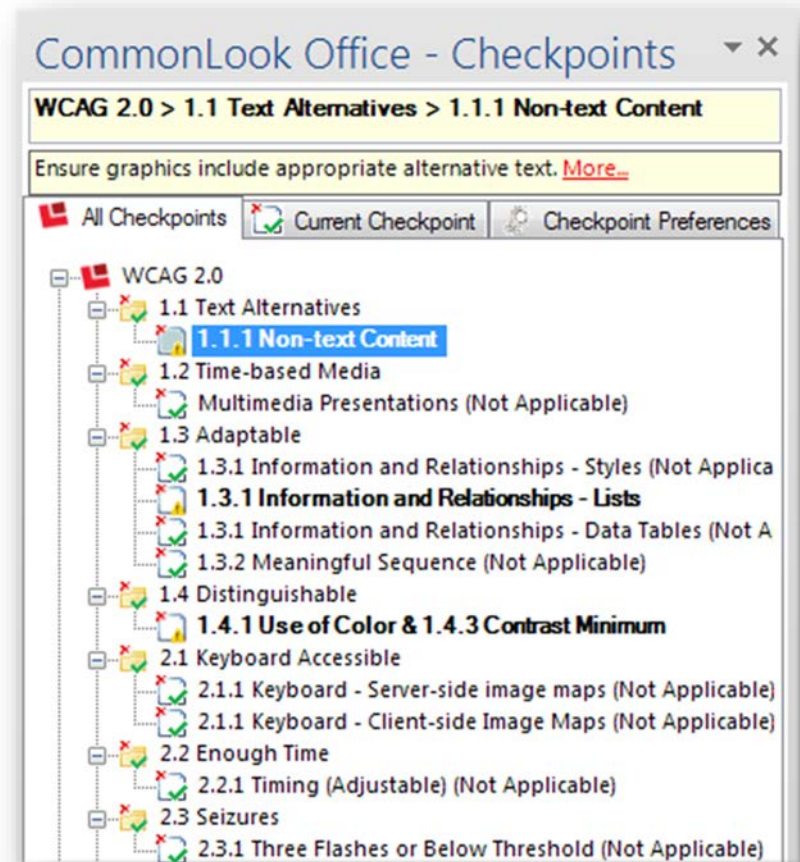 CommonLook Office - Checkpoints
WCAG 2.0 > 1.1 Text Alternatives > 1.1.1 Non-text Content
Ensure graphics include appropriate alternative text. More...
All Checkpoints Current Checkpoint Checkpoint Preferences
WCAG 2.0
1.1 Text Alternatives
1.1.1 Non-text Content
1.2 Time-based Media
Multimedia Presentations (Not Applicable)
1.3 Adaptable
1.3.1 Information and Relationships - Styles (Not Applica
1.3.1 Information and Relationships - Lists
1.3.1 Information and Relationships - Data Tables (Not A
1.3.2 Meaningful Sequence (Not Applicable)
1.4 Distinguishable
1.4.1 Use of Color & 1.4.3 Contrast Minimum
2.1 Keyboard Accessible
2.1.1 Keyboard - Server-side image maps (Not Applicable)
2.1.1 Keyboard - Client-side Image Maps (Not Applicable)
2.2 Enough Time
2.2.1 Timing (Adjustable) (Not Applicable)
2.3 Seizures
2.3.1 Three Flashes or Below Threshold (Not Applicable)